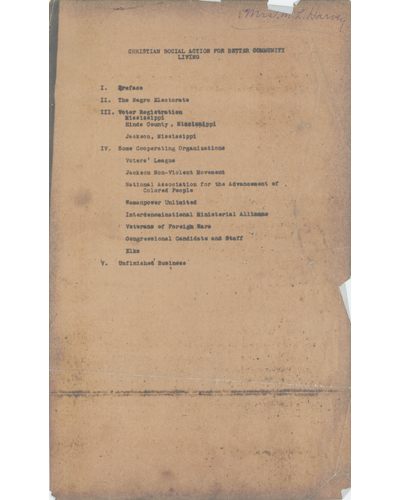 Mrs. M. L. Harvey
CHRISTIAN SOCIAL ACTION FOR BETTER COMMUNITY
LIVING
I. Preface
II. The Negro Electorate
III. Voter Registration
Mississippi
Hinds County, Mississippi
Jackson, Mississippi
IV. Some Cooperating Organizations
Voters' League
Jackson Non-Violent Movement
National Association for the Advancement of
Colored People
Womanpower Unlimited
Interdenominational Ministerial Alliance
Veterans of Foreign Wars
Congressional Candidate and Staff
Elks
V. Unfinished Business